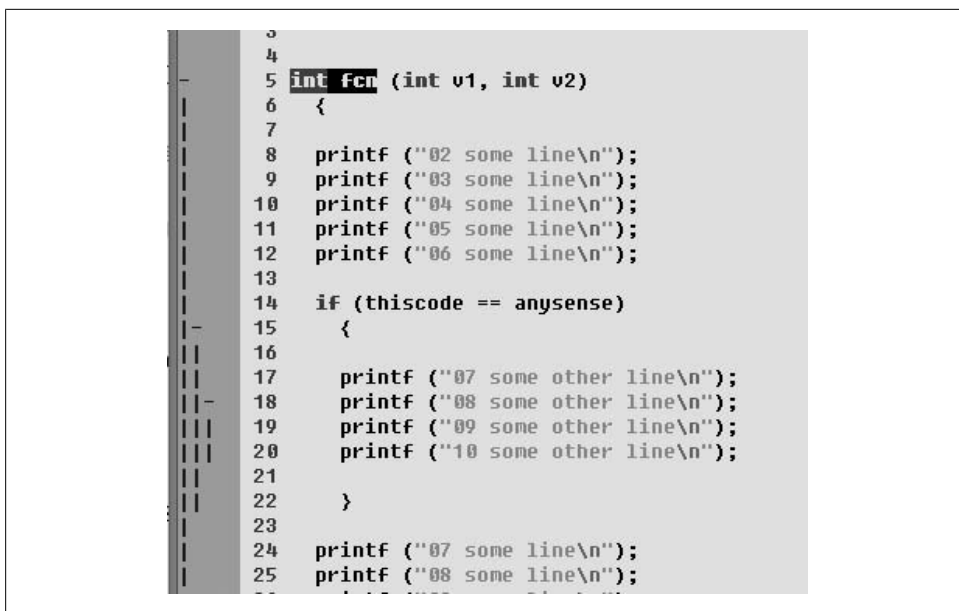 4
5 int fcn (int v1, int v2)
6 {
7
8 printf ("02 some line\n");
9 printf ("03 some line\n");
10 printf ("04 some line\n");
11 printf ("05 some line\n");
12 printf ("06 some line\n");
13
14 if (thiscode == anysense)
15 {
16
17 printf ("07 some other line\n");
18 printf ("08 some other line\n");
19 printf ("09 some other line\n");
20 printf ("10 some other line\n");
21
22 }
23
24 printf ("07 some line\n");
25 printf ("08 some line\n");